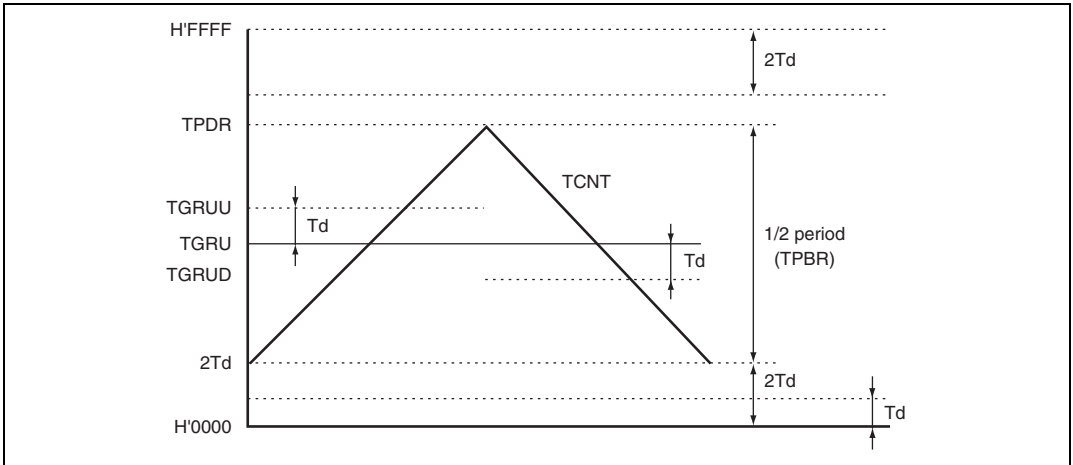 H'FFFF
2Td
TPDR
TCNT
TGRUU
Td
TGRU
1/2 period
(TPBR)
Td
TGRUD
2Td
2Td
Td
H'0000